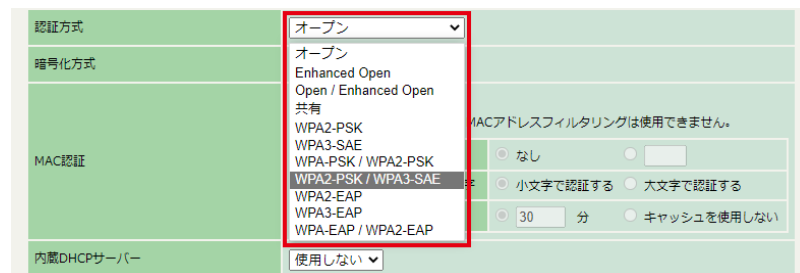 認証方式
オープン
オープン
Enhanced Open
Open / Enhanced Open
共有
WPA2-PSK
WPA3-SAE
WPA-PSK / WPA2-PSK
WPA2-PSK / WPA3-SAE
WPA2-EAP
WPA3-EAP
WPA-EAP / WPA2-EAP
暗号化方式
MACアドレスフィルタリングは使用できません。
MAC認証
なし
小文字で認証する 大文字で認証する
30 分 キャッシュを使用しない
内蔵DHCPサーバー
使用しない